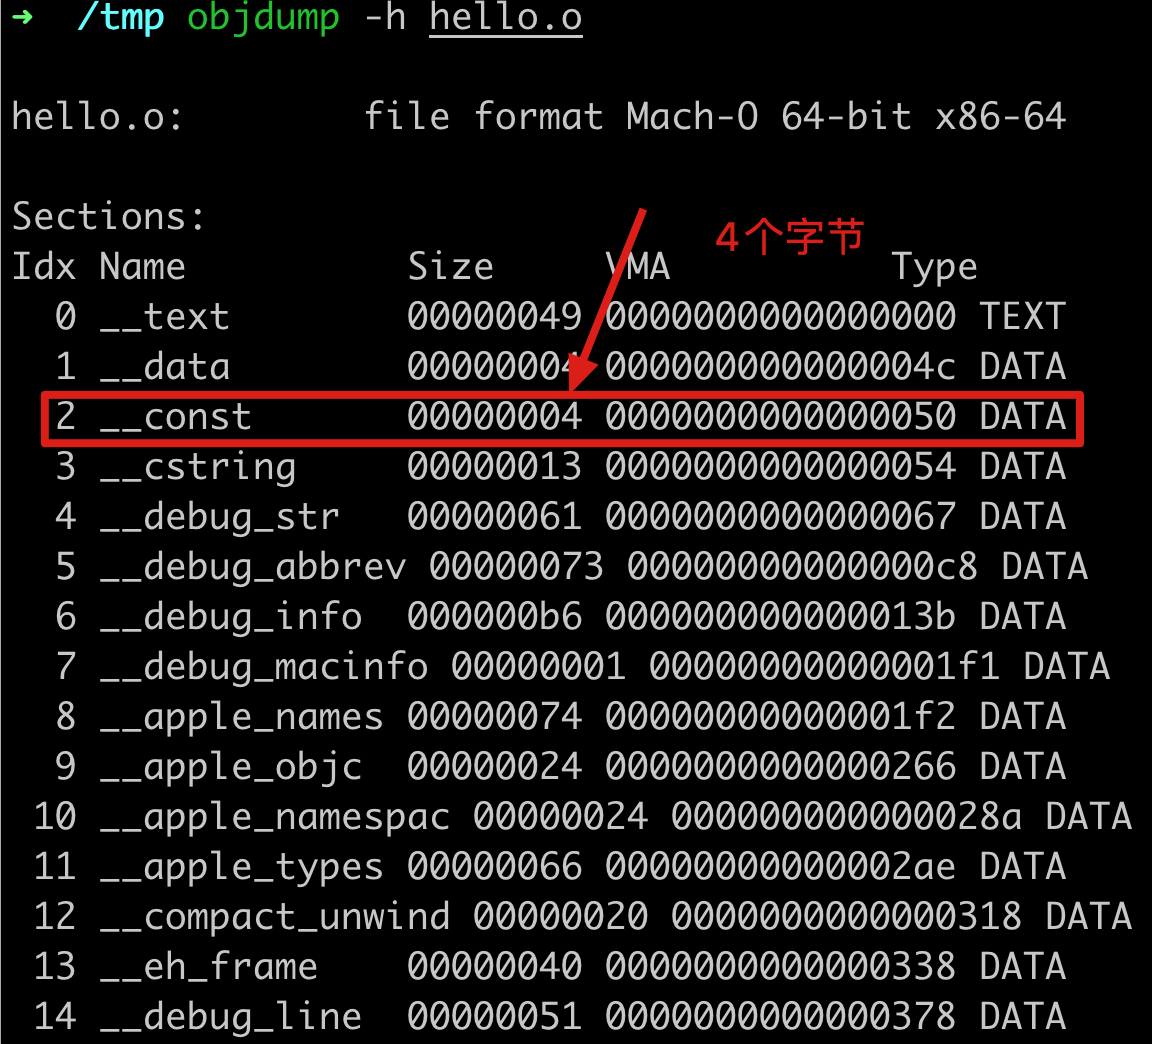 ➜ /tmp objdump -h hello.o
hello.o: file format Mach-O 64-bit x86-64
Sections:
4个字节
Idx Name Size VMA Type
0 __text 00000049 0000000000000000 TEXT
1 __data 00000004 000000000000004c DATA
2 __const 00000004 0000000000000050 DATA
3 __cstring 00000013 0000000000000054 DATA
4 __debug_str 00000061 0000000000000067 DATA
5 __debug_abbrev 00000073 00000000000000c8 DATA
6 __debug_info 000000b6 000000000000013b DATA
7 __debug_macinfo 00000001 00000000000001f1 DATA
8 __apple_names 00000074 00000000000001f2 DATA
9 __apple_objc 00000024 0000000000000266 DATA
10 __apple_namespac 00000024 000000000000028a DATA
11 __apple_types 00000066 00000000000002ae DATA
12 __compact_unwind 00000020 0000000000000318 DATA
13 __eh_frame 00000040 0000000000000338 DATA
14 __debug_line 00000051 0000000000000378 DATA